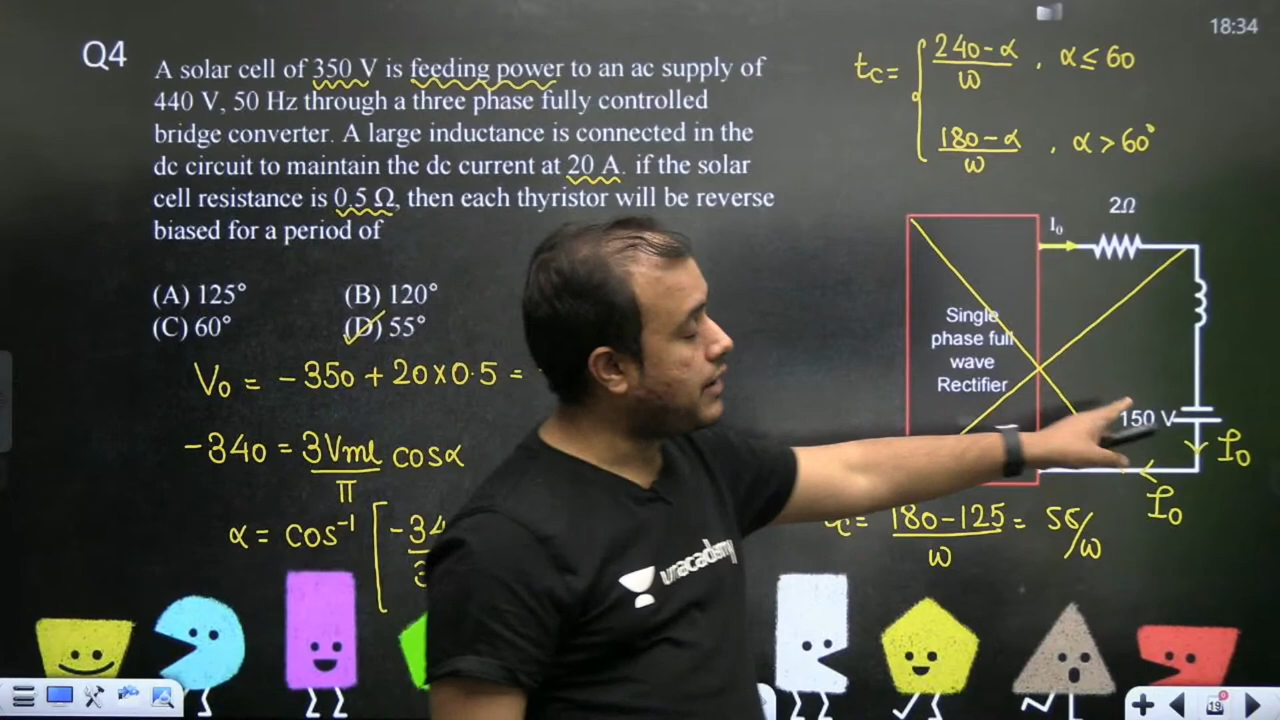 18:34
Q4
A solar cell of 350 V is feeding power to an ac supply of
440 V, 50 Hz through a three phase fully controlled
bridge converter. A large inductance is connected in the
dc circuit to maintain the dc current at 20 A. if the solar
cell resistance is 0.5 Ω, then each thyristor will be reverse
biased for a period of
(A) 125° (B) 120°
(C) 60° (D) 55°
V₀ = - 350 + 20 × 0.5 =
-340 = 3Vml/π cosα
α = cos⁻¹ [ -34
3
tc = { 240-α/ω , α ≤ 60
180-α/ω , α > 60°
2Ω
I₀
Single
phase full
wave
Rectifier
150 V
I₀
I₀
= 180-125/ω = 55/ω
unacademy
19